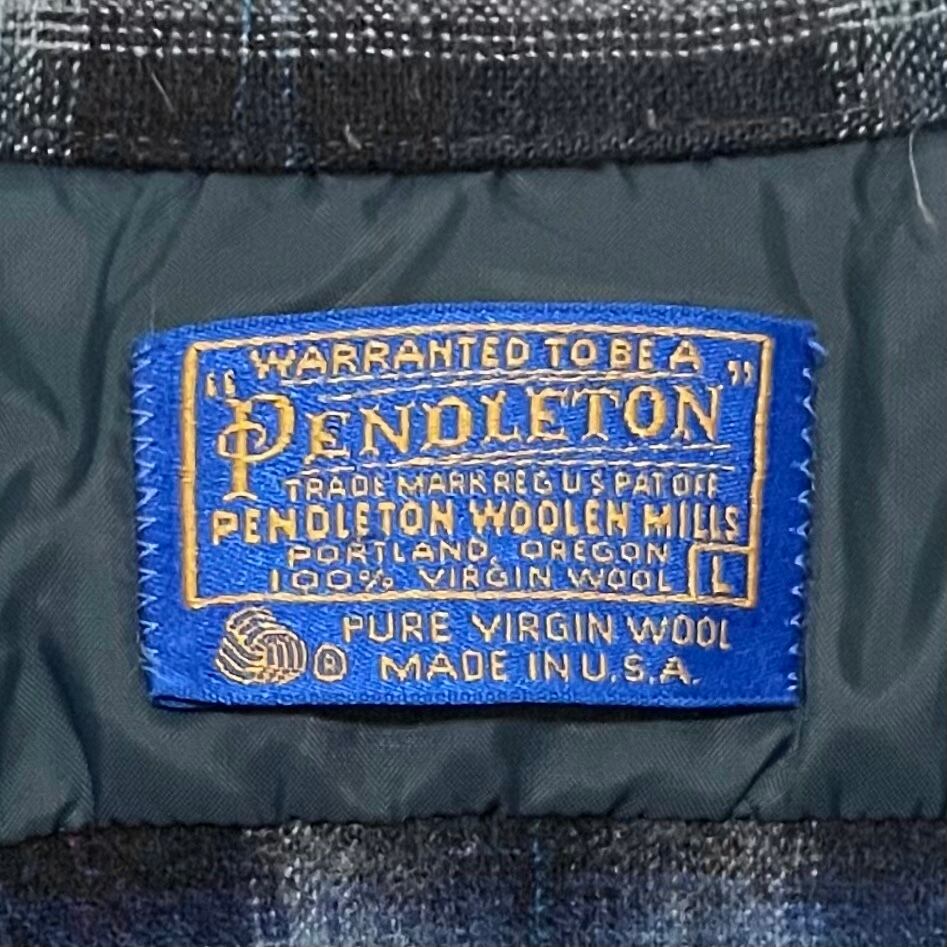 WARRANTED TO BE A
"PENDLETON"
TRADE MARK REG U S PAT OFF
PENDLETON WOOLEN MILLS
PORTLAND, OREGON
100% VIRGIN WOOL L
PURE VIRGIN WOOL
® MADE IN U.S.A.